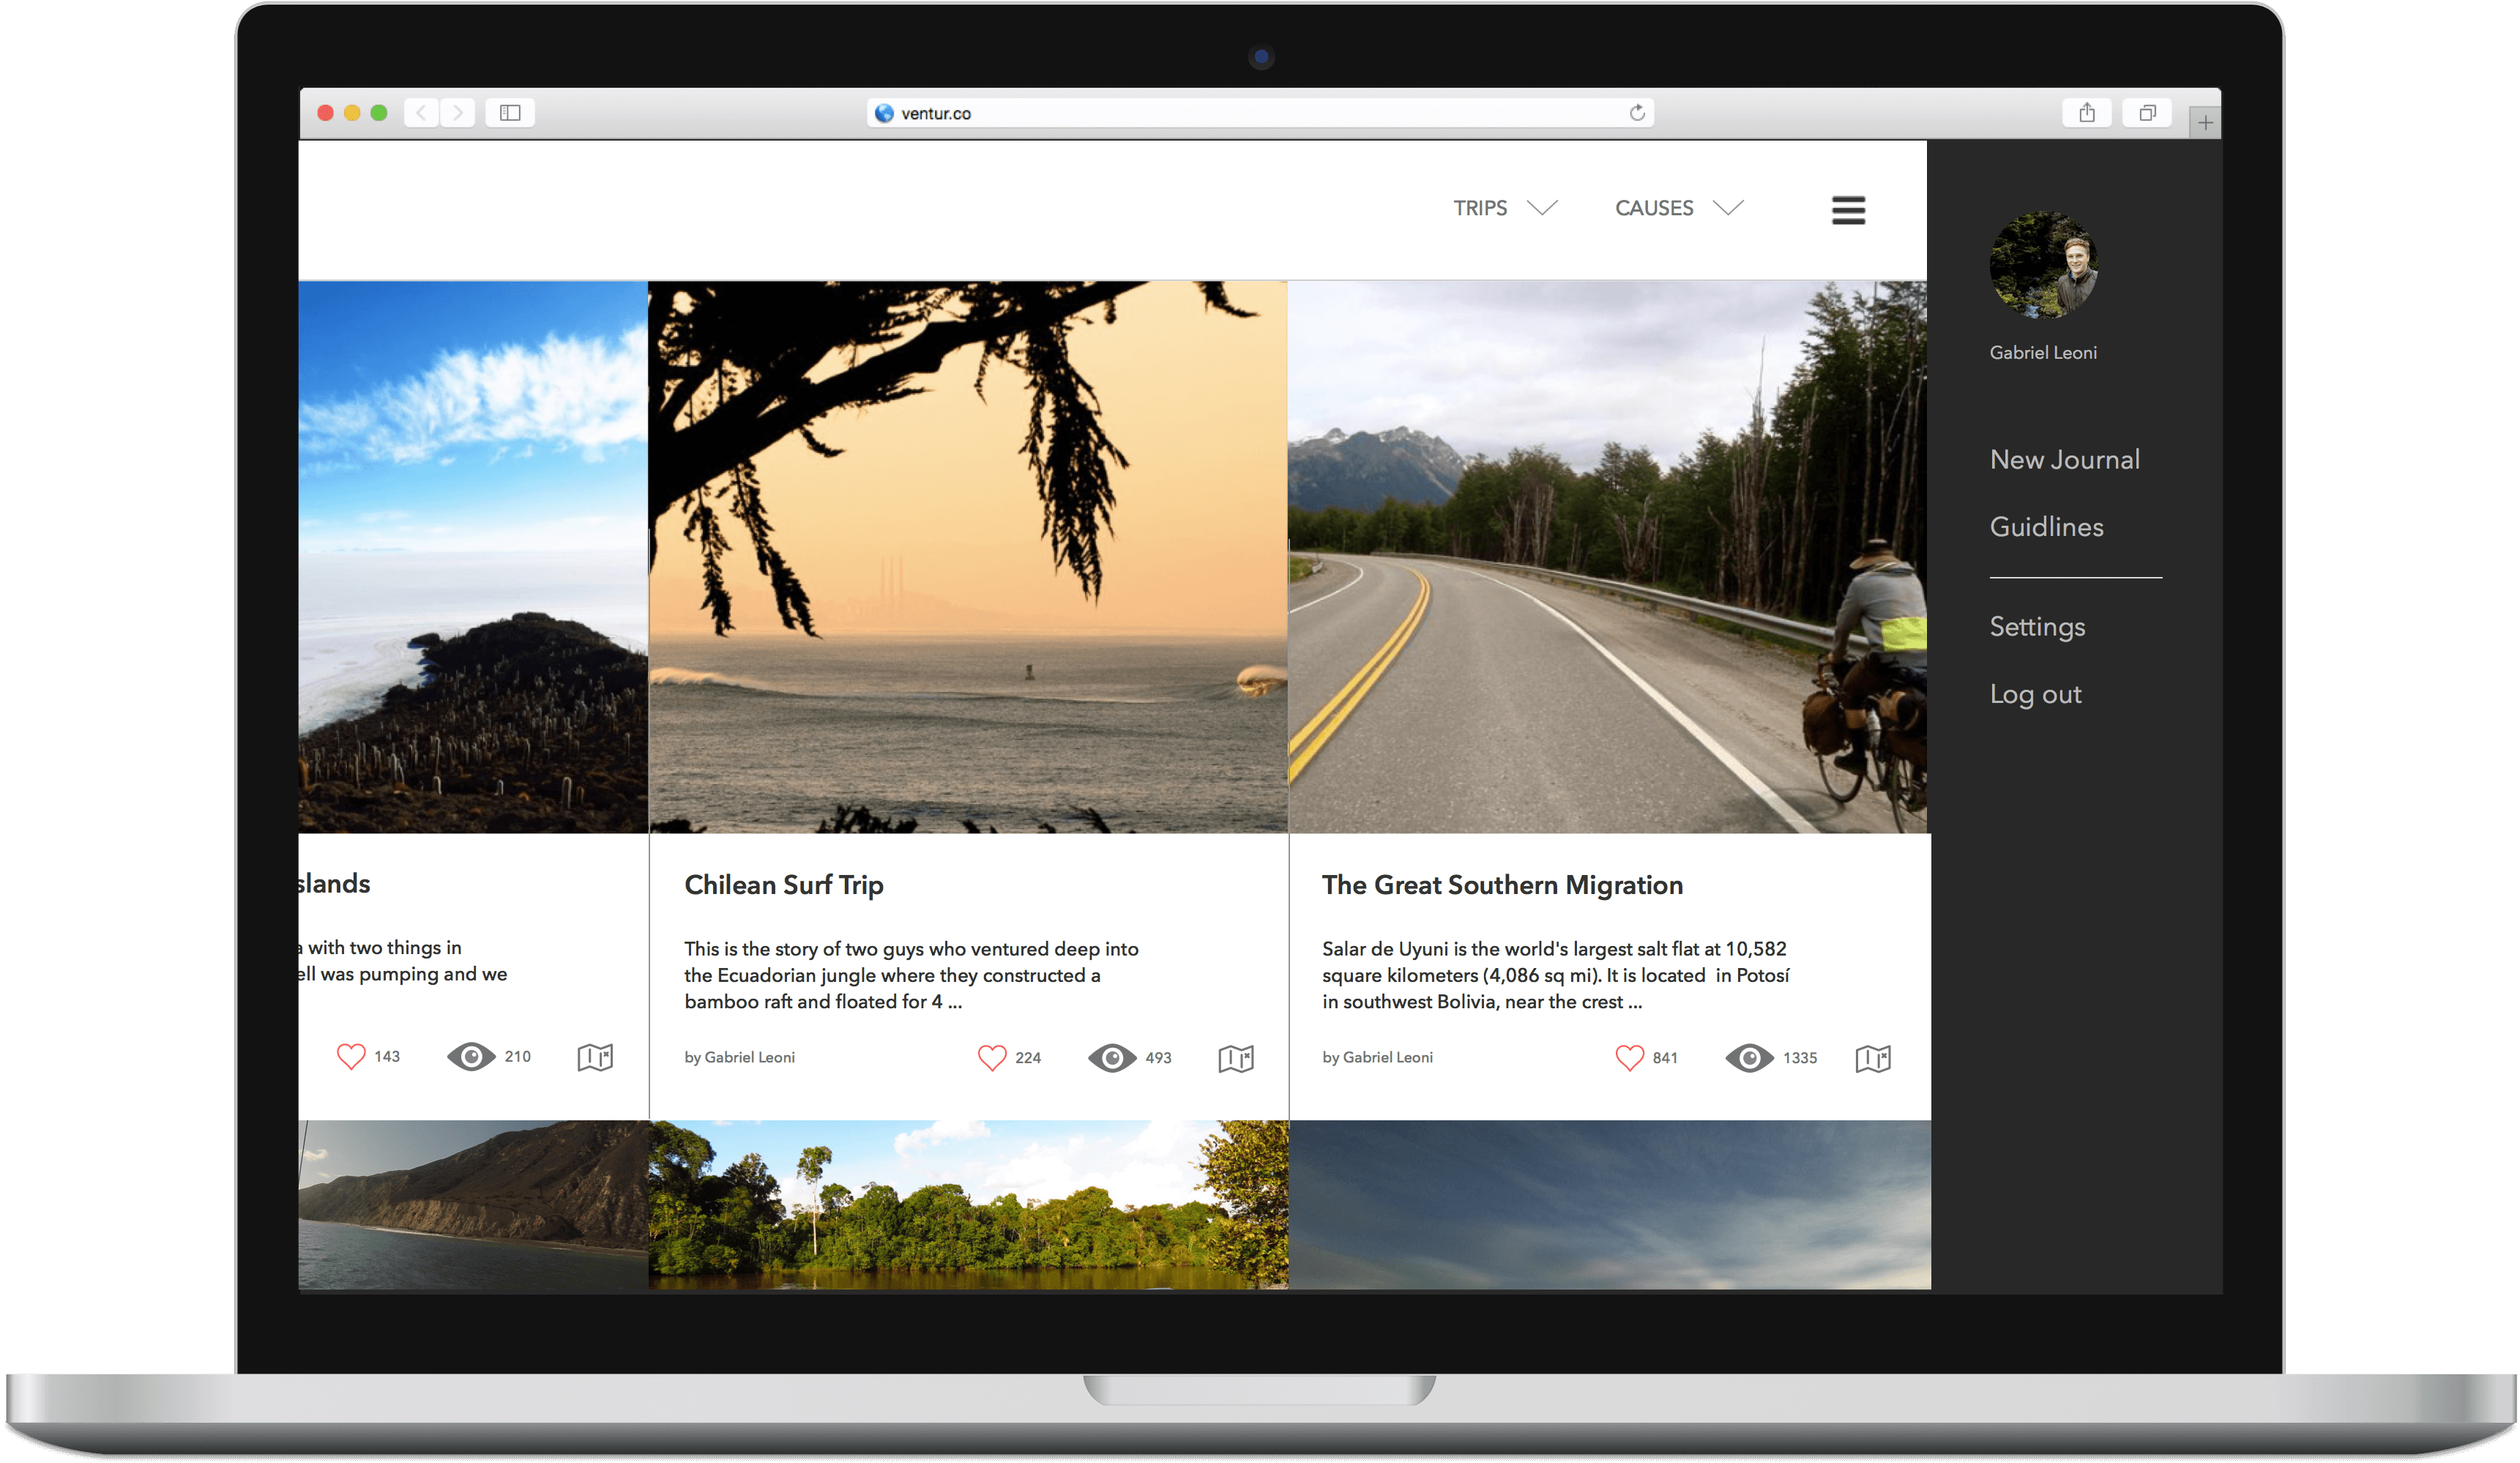 ventur.co
TRIPS
CAUSES
Gabriel Leoni
New Journal
Guidlines
Settings
Log out
slands
a with two things in
ell was pumping and we
143
210
Chilean Surf Trip
This is the story of two guys who ventured deep into
the Ecuadorian jungle where they constructed a
bamboo raft and floated for 4 ...
by Gabriel Leoni
224
493
The Great Southern Migration
Salar de Uyuni is the world's largest salt flat at 10,582
square kilometers (4,086 sq mi). It is located  in Potosí
in southwest Bolivia, near the crest ...
by Gabriel Leoni
841
1335